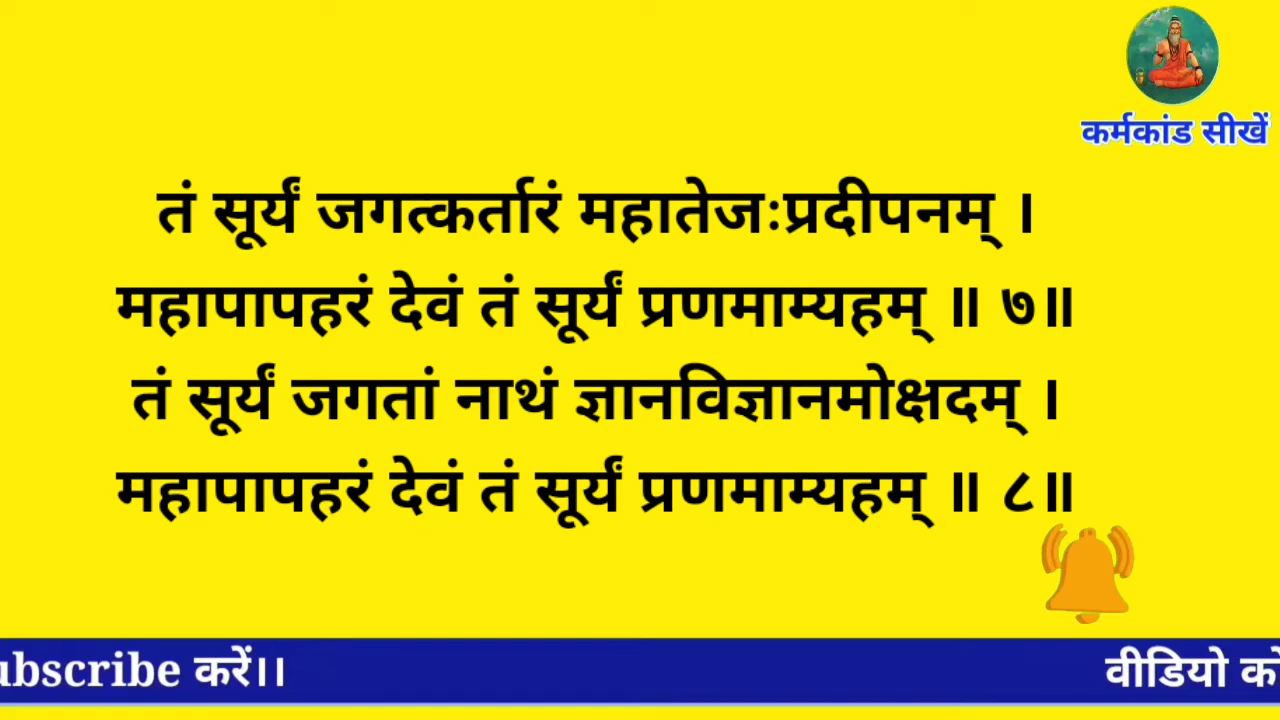 कर्मकांड सीखें
तं सूर्यं जगत्कर्तारं महातेजःप्रदीपनम् ।
महापापहरं देवं तं सूर्यं प्रणमाम्यहम् ॥ ७॥
तं सूर्यं जगतां नाथं ज्ञानविज्ञानमोक्षदम् ।
महापापहरं देवं तं सूर्यं प्रणमाम्यहम् ॥ ८॥
ubscribe करें।। वीडियो को